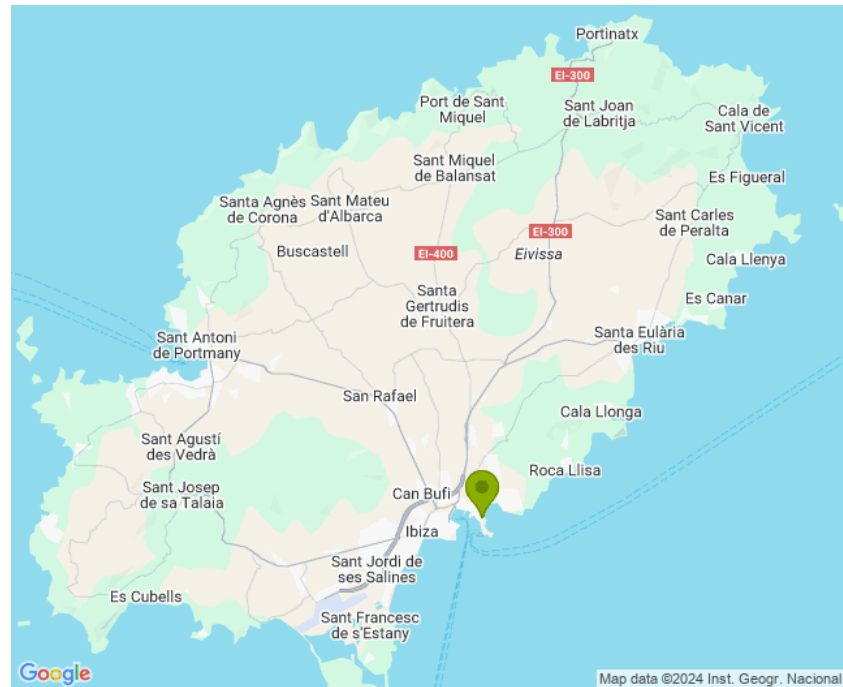 Portinatx
EI-300
Port de Sant
Miquel
Sant Joan
de Labritja
Cala de
Sant Vicent
Sant Miquel
de Balansat
Es Figueral
Santa Agnès
de Corona
Sant Mateu
d'Albarca
Sant Carles
de Peralta
EI-300
Buscastell
EI-400
Eivissa
Cala Llenya
Santa
Gertrudis
de Fruitera
Es Canar
Sant Antoni
de Portmany
Santa Eulària
des Riu
San Rafael
Cala Llonga
Sant Agustí
des Vedrà
Roca Llisa
Sant Josep
de sa Talaia
Can Bufi
Ibiza
Sant Jordi de
ses Salines
Es Cubells
Sant Francesc
de s'Estany
Google
Map data ©2024 Inst. Geogr. Nacional